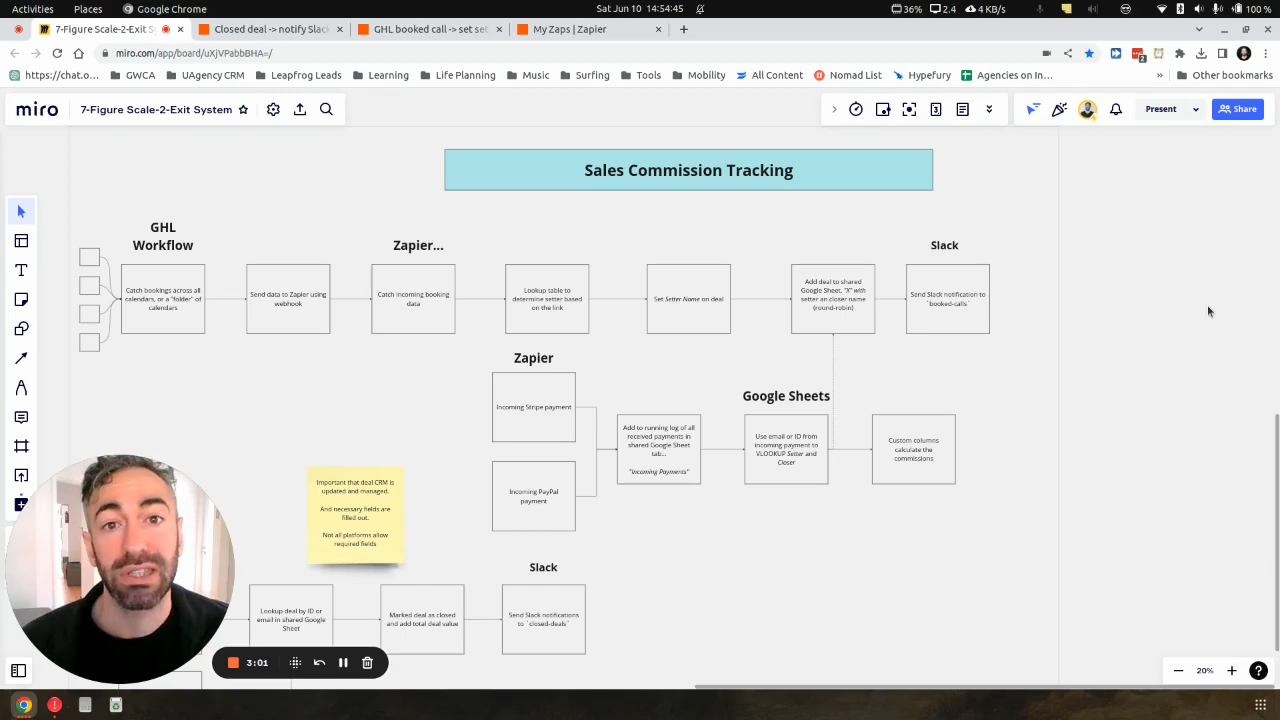 Activities
Places
Google Chrome
Sat Jun 10
14:54:45
36%
2.4
4 KB/s
100 %
7-Figure Scale-2-Exit S
Closed deal -> notify Slac
GHL booked call -> set set
My Zaps | Zapier
miro.com/app/board/uXjVPabbBHA=/
2
https://chat.o...
GWCA
UAgency CRM
Leapfrog Leads
Learning
Life Planning
Music
Surfing
Tools
Mobility
All Content
Nomad List
Hypefury
Agencies on In...
»
Other bookmarks
miro
7-Figure Scale-2-Exit System
3
Present
Share
Sales Commission Tracking
GHL
Workflow
Zapier...
Slack
Catch bookings across all
calendars, or a "folder" of
calendars
Send data to Zapier using
webhook
Catch incoming booking
data
Lookup table to
determine setter based
on the link
Set Setter Name on deal
Add deal to shared
Google Sheet, "X" with
setter an closer name
(round-robin)
Send Slack notification to
`booked-calls`
Zapier
Incoming Stripe payment
Incoming PayPal
payment
Google Sheets
Add to running log of all
received payments in
shared Google Sheet
tab...
"Incoming Payments"
Use email or ID from
incoming payment to
VLOOKUP Setter and
Closer
Custom columns
calculate the
commissions
Important that deal CRM is
updated and managed.
And necessary fields are
filled out.
Not all platforms allow
required fields
Slack
Lookup deal by ID or
email in shared Google
Sheet
Marked deal as closed
and add total deal value
Send Slack notifications
to `closed-deals`
3:01
20%
?